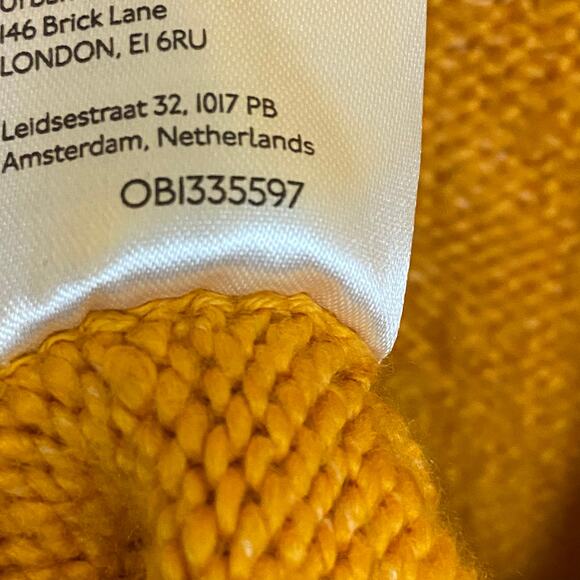 146 Brick Lane
LONDON, E1 6RU
Leidsestraat 32, 1017 PB
Amsterdam, Netherlands
OB1335597